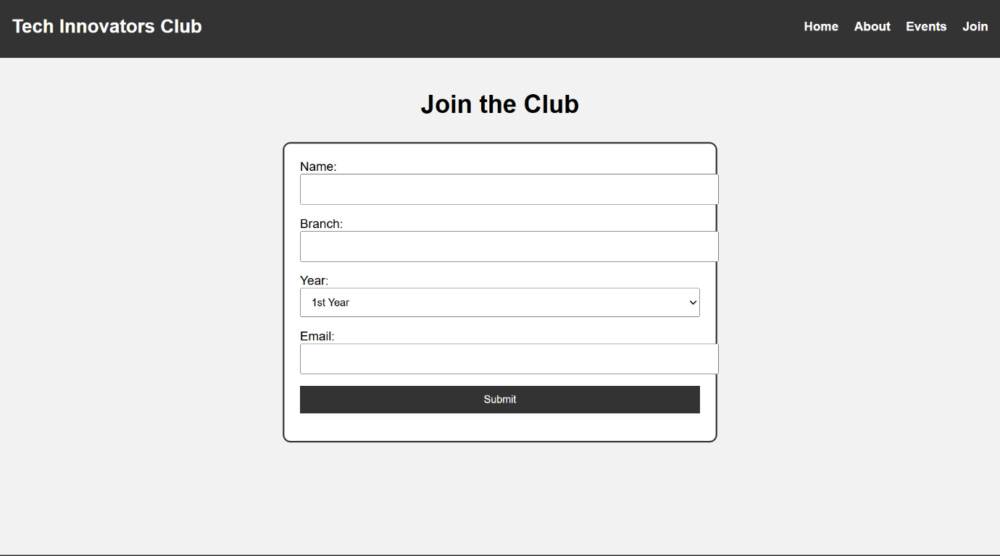 Tech Innovators Club
Home About Events Join
Join the Club
Name:
Branch:
Year:
1st Year
Email:
Submit